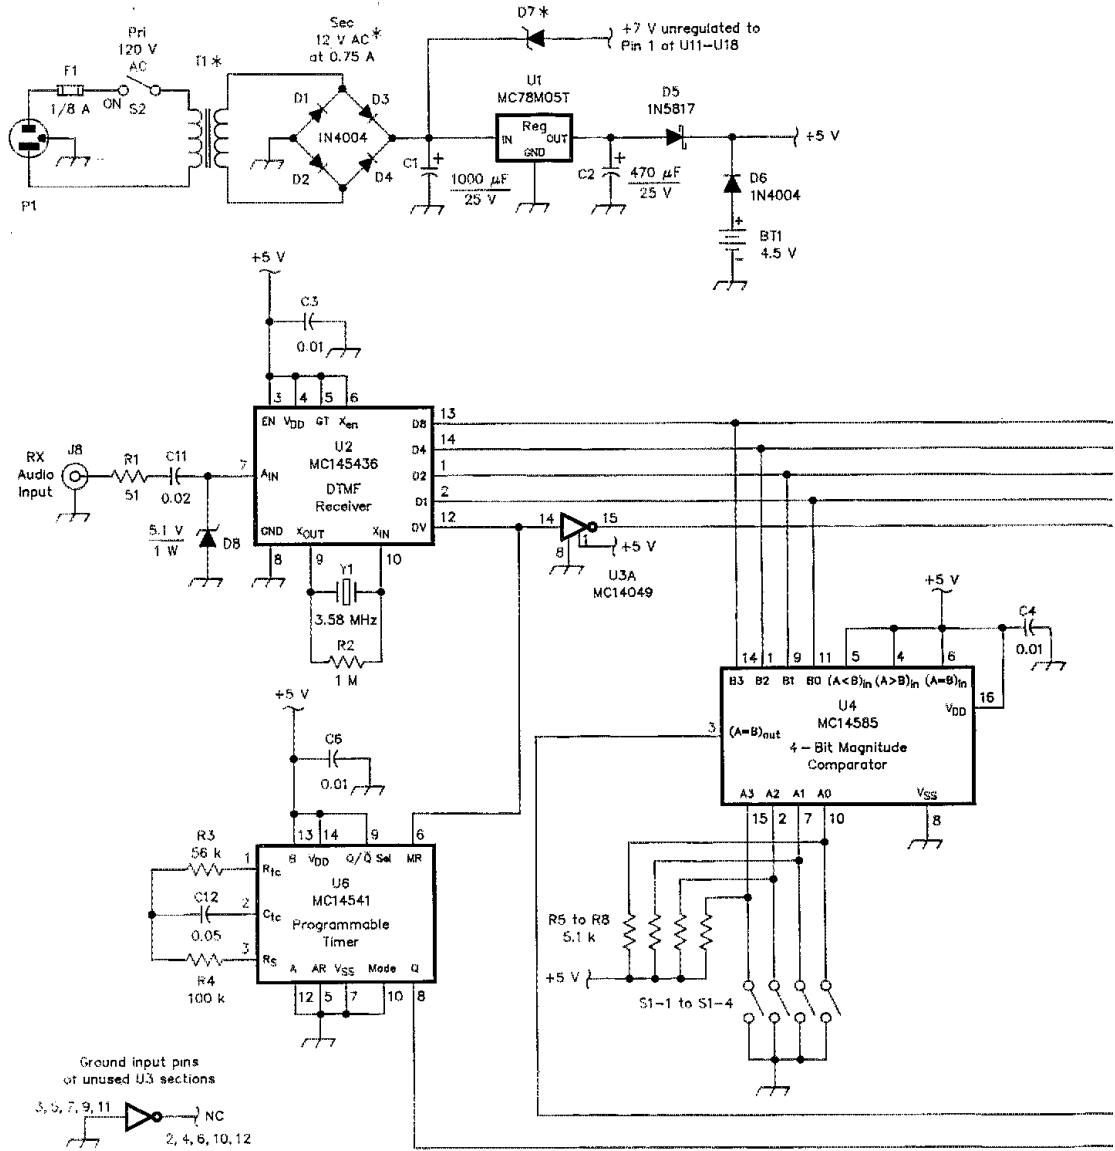 D7*
+7 V unregulated to
Pin 1 of U11-U18
Pri
120 V
AC
Sec
12 V AC*
at 0.75 A
F1
1/8 A
ON
S2
T1*
P1
D1
D3
1N4004
D2
D4
C1
+
1000 µF
25 V
U1
MC78M05T
IN
Reg
OUT
GND
C2
+
470 µF
25 V
D5
1N5817
+5 V
D6
1N4004
+
BT1
4.5 V
-
+5 V
C3
0.01
3
4
5
6
EN
VDD
GT
Xen
U2
MC145436
DTMF
Receiver
RX
Audio
Input
J8
R1
51
C11
0.02
7
AIN
5.1 V
1 W
D8
GND
XOUT
XIN
8
9
10
Y1
3.58 MHz
R2
1 M
D8
13
D4
14
D2
1
D1
2
DV
12
14
15
8
1
+5 V
U3A
MC14049
+5 V
C4
0.01
14
1
9
11
5
4
6
B3
B2
B1
B0
(A<B)in
(A>B)in
(A=B)in
16
VDD
U4
MC14585
4-Bit Magnitude
Comparator
3
(A=B)out
A3
A2
A1
A0
VSS
15
2
7
10
8
+5 V
C6
0.01
13
14
9
6
B
VDD
Q/Q̄ Sel
MR
U6
MC14541
Programmable
Timer
R3
56 k
1
Rtc
C12
0.05
2
Ctc
3
RS
R4
100 k
A
AR
VSS
Mode
Q
12
5
7
10
8
R5 to R8
5.1 k
+5 V
S1-1 to S1-4
Ground input pins
of unused U3 sections
3, 5, 7, 9, 11
NC
2, 4, 6, 10, 12